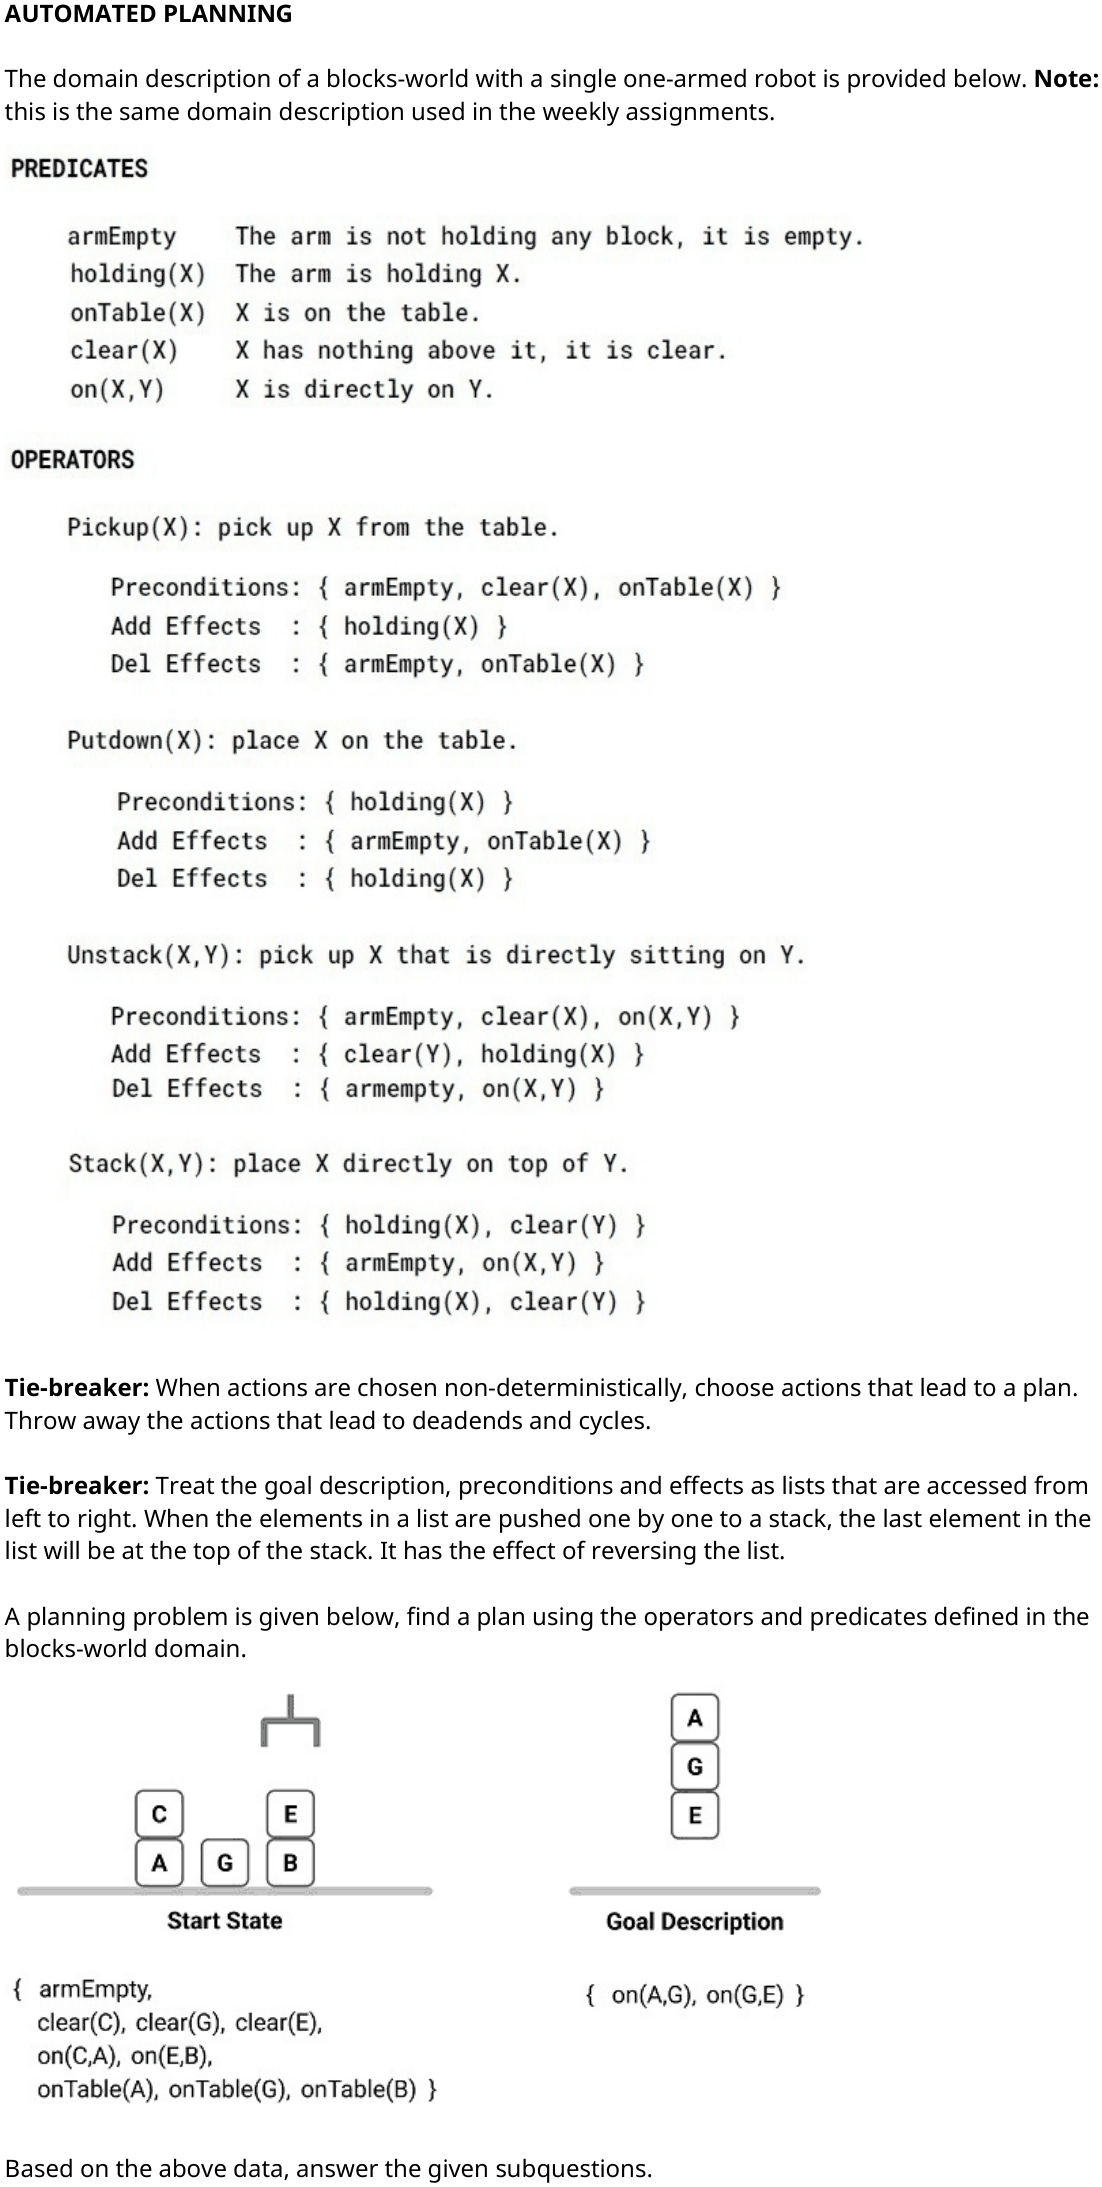 AUTOMATED PLANNING
The domain description of a blocks-world with a single one-armed robot is provided below. Note:
this is the same domain description used in the weekly assignments.
PREDICATES
armEmpty The arm is not holding any block, it is empty.
holding(X) The arm is holding X.
onTable(X) X is on the table.
clear(X) X has nothing above it, it is clear.
on(X,Y) X is directly on Y.
OPERATORS
Pickup(X): pick up X from the table.
Preconditions: { armEmpty, clear(X), onTable(X) }
Add Effects : { holding(X) }
Del Effects : { armEmpty, onTable(X) }
Putdown(X): place X on the table.
Preconditions: { holding(X) }
Add Effects : { armEmpty, onTable(X) }
Del Effects : { holding(X) }
Unstack(X,Y): pick up X that is directly sitting on Y.
Preconditions: { armEmpty, clear(X), on(X,Y) }
Add Effects : { clear(Y), holding(X) }
Del Effects : { armempty, on(X,Y) }
Stack(X,Y): place X directly on top of Y.
Preconditions: { holding(X), clear(Y) }
Add Effects : { armEmpty, on(X,Y) }
Del Effects : { holding(X), clear(Y) }
Tie-breaker: When actions are chosen non-deterministically, choose actions that lead to a plan.
Throw away the actions that lead to deadends and cycles.
Tie-breaker: Treat the goal description, preconditions and effects as lists that are accessed from
left to right. When the elements in a list are pushed one by one to a stack, the last element in the
list will be at the top of the stack. It has the effect of reversing the list.
A planning problem is given below, find a plan using the operators and predicates defined in the
blocks-world domain.
A
G
C E E
A G B
Start State Goal Description
{ armEmpty,
clear(C), clear(G), clear(E),
on(C,A), on(E,B),
onTable(A), onTable(G), onTable(B) }
{ on(A,G), on(G,E) }
Based on the above data, answer the given subquestions.